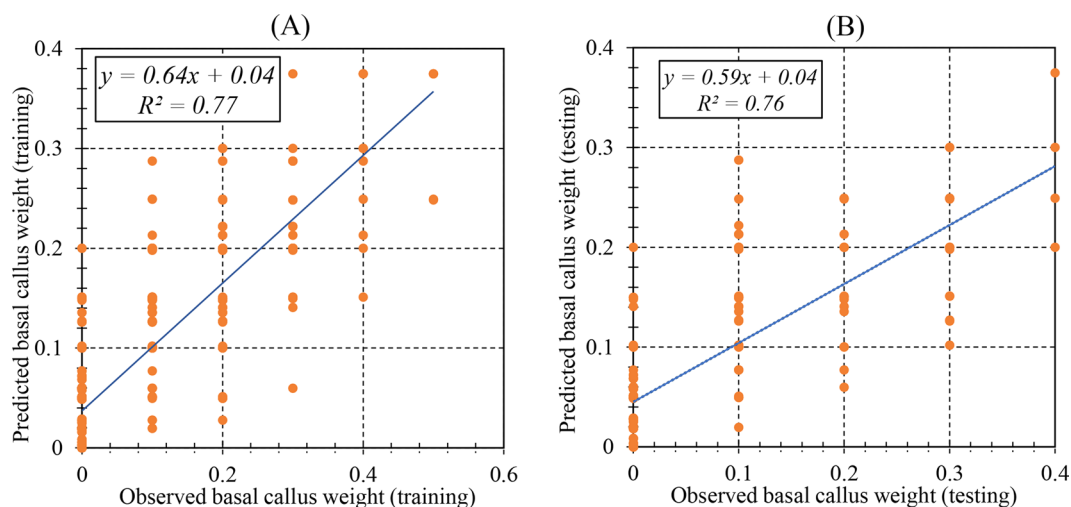 (A)
Predicted basal callus weight (training)
0.4
0.3
0.2
0.1
0
y = 0.64x + 0.04
R² = 0.77
0
0.2
0.4
0.6
Observed basal callus weight (training)
(B)
Predicted basal callus weight (testing)
0.4
0.3
0.2
0.1
0
y = 0.59x + 0.04
R² = 0.76
0
0.1
0.2
0.3
0.4
Observed basal callus weight (testing)